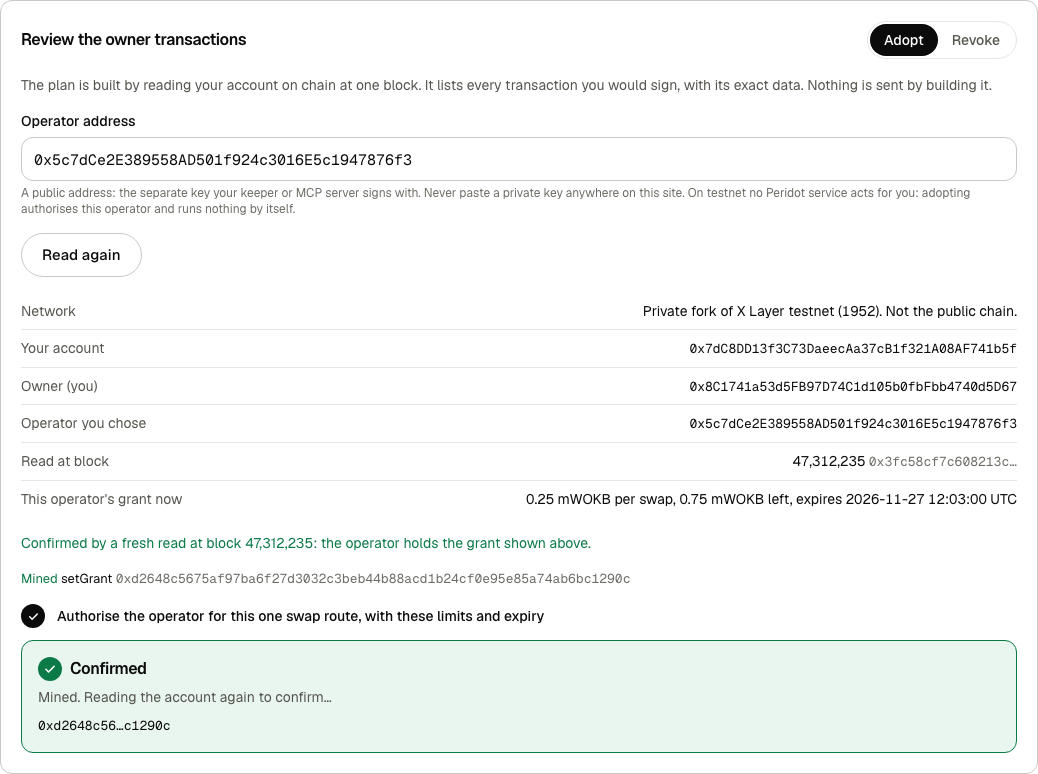 Review the owner transactions
Adopt
Revoke
The plan is built by reading your account on chain at one block. It lists every transaction you would sign, with its exact data. Nothing is sent by building it.
Operator address
0x5c7dCe2E389558AD501f924c3016E5c1947876f3
A public address: the separate key your keeper or MCP server signs with. Never paste a private key anywhere on this site. On testnet no Peridot service acts for you: adopting
authorises this operator and runs nothing by itself.
Read again
Network
Private fork of X Layer testnet (1952). Not the public chain.
Your account
0x7dC8DD13f3C73DaeecAa37cB1f321A08AF741b5f
Owner (you)
0x8C1741a53d5FB97D74C1d105b0fbFbb4740d5D67
Operator you chose
0x5c7dCe2E389558AD501f924c3016E5c1947876f3
Read at block
47,312,235 0x3fc58cf7c608213c…
This operator's grant now
0.25 mWOKB per swap, 0.75 mWOKB left, expires 2026-11-27 12:03:00 UTC
Confirmed by a fresh read at block 47,312,235: the operator holds the grant shown above.
Mined setGrant 0xd2648c5675af97ba6f27d3032c3beb44b88acd1b24cf0e95e85a74ab6bc1290c
Authorise the operator for this one swap route, with these limits and expiry
Confirmed
Mined. Reading the account again to confirm…
0xd2648c56…c1290c